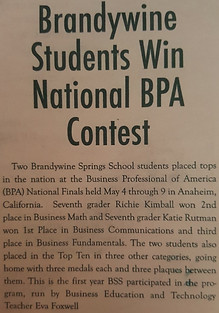 Brandywine
Students Win
National BPA
Contest
Two Brandywine Springs School students placed tops
in the nation at the Business Professional of America
(BPA) National Finals held May 4 through 9 in Anaheim,
California. Seventh grader Richie Kimball won 2nd
place in Business Math and Seventh grader Katie Rutman
won 1st Place in Business Communications and third
place in Business Fundamentals. The two students also
placed in the Top Ten in three other categories, going
home with three medals each and three plaques between
them. This is the first year BSS participated in the pro-
gram, run by Business Education and Technology
Teacher Eva Foxwell